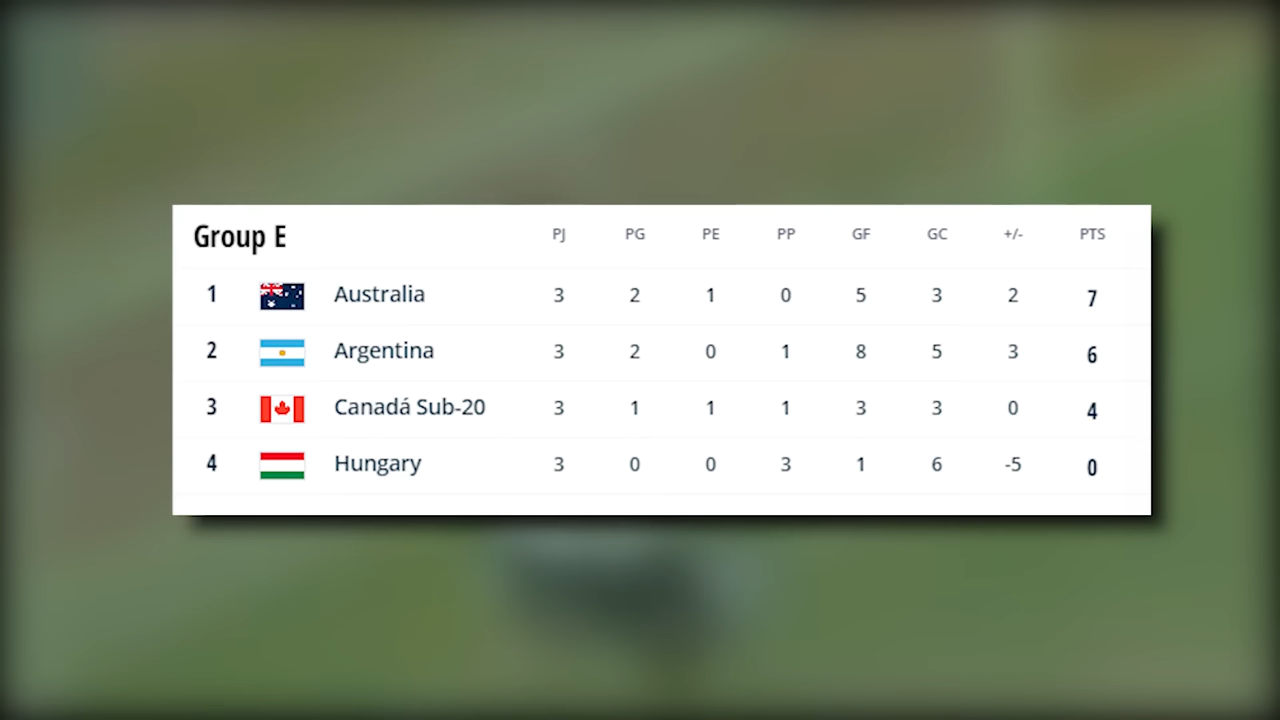 Group E PJ PG PE PP GF GC +/- PTS
1 Australia 3 2 1 0 5 3 2 7
2 Argentina 3 2 0 1 8 5 3 6
3 Canadá Sub-20 3 1 1 1 3 3 0 4
4 Hungary 3 0 0 3 1 6 -5 0